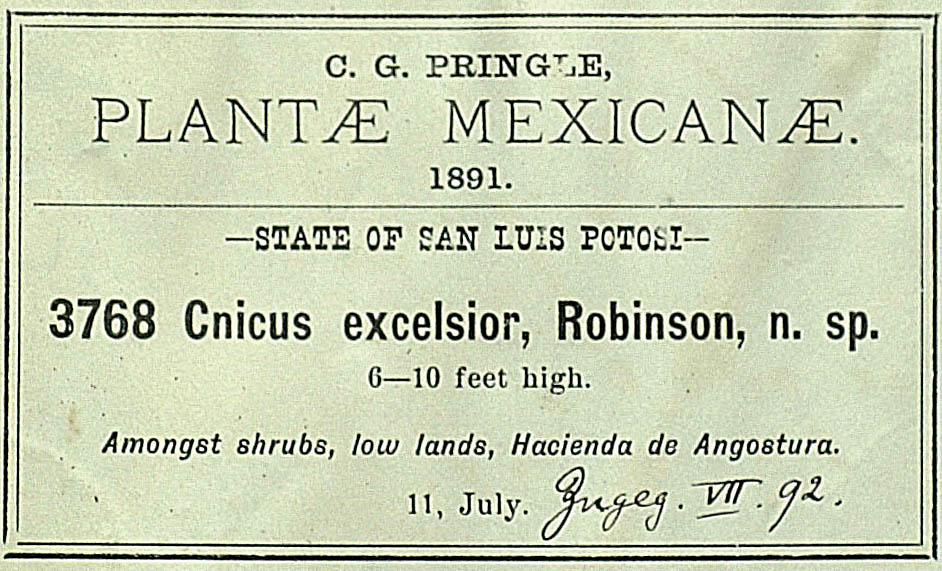 C. G. PRINGLE,
PLANTÆ MEXICANÆ.
1891.
—STATE OF SAN LUIS POTOSI—
3768 Cnicus excelsior, Robinson, n. sp.
6—10 feet high.
Amongst shrubs, low lands, Hacienda de Angostura.
11, July. Zugeg. VII. 92.